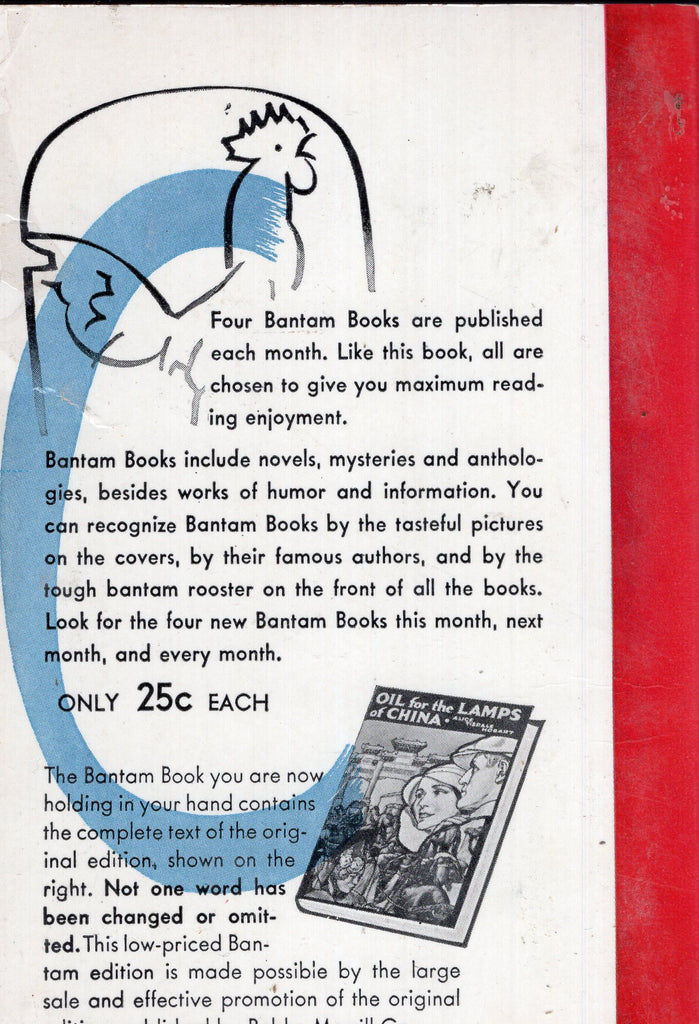 Four Bantam Books are published
each month. Like this book, all are
chosen to give you maximum read-
ing enjoyment.
Bantam Books include novels, mysteries and antholo-
gies, besides works of humor and information. You
can recognize Bantam Books by the tasteful pictures
on the covers, by their famous authors, and by the
tough bantam rooster on the front of all the books.
Look for the four new Bantam Books this month, next
month, and every month.
ONLY 25c EACH
OIL for the LAMPS
of CHINA • ALICE
TISDALE
HOBART
The Bantam Book you are now
holding in your hand contains
the complete text of the orig-
inal edition, shown on the
right. Not one word has
been changed or omit-
ted. This low-priced Ban-
tam edition is made possible by the large
sale and effective promotion of the original